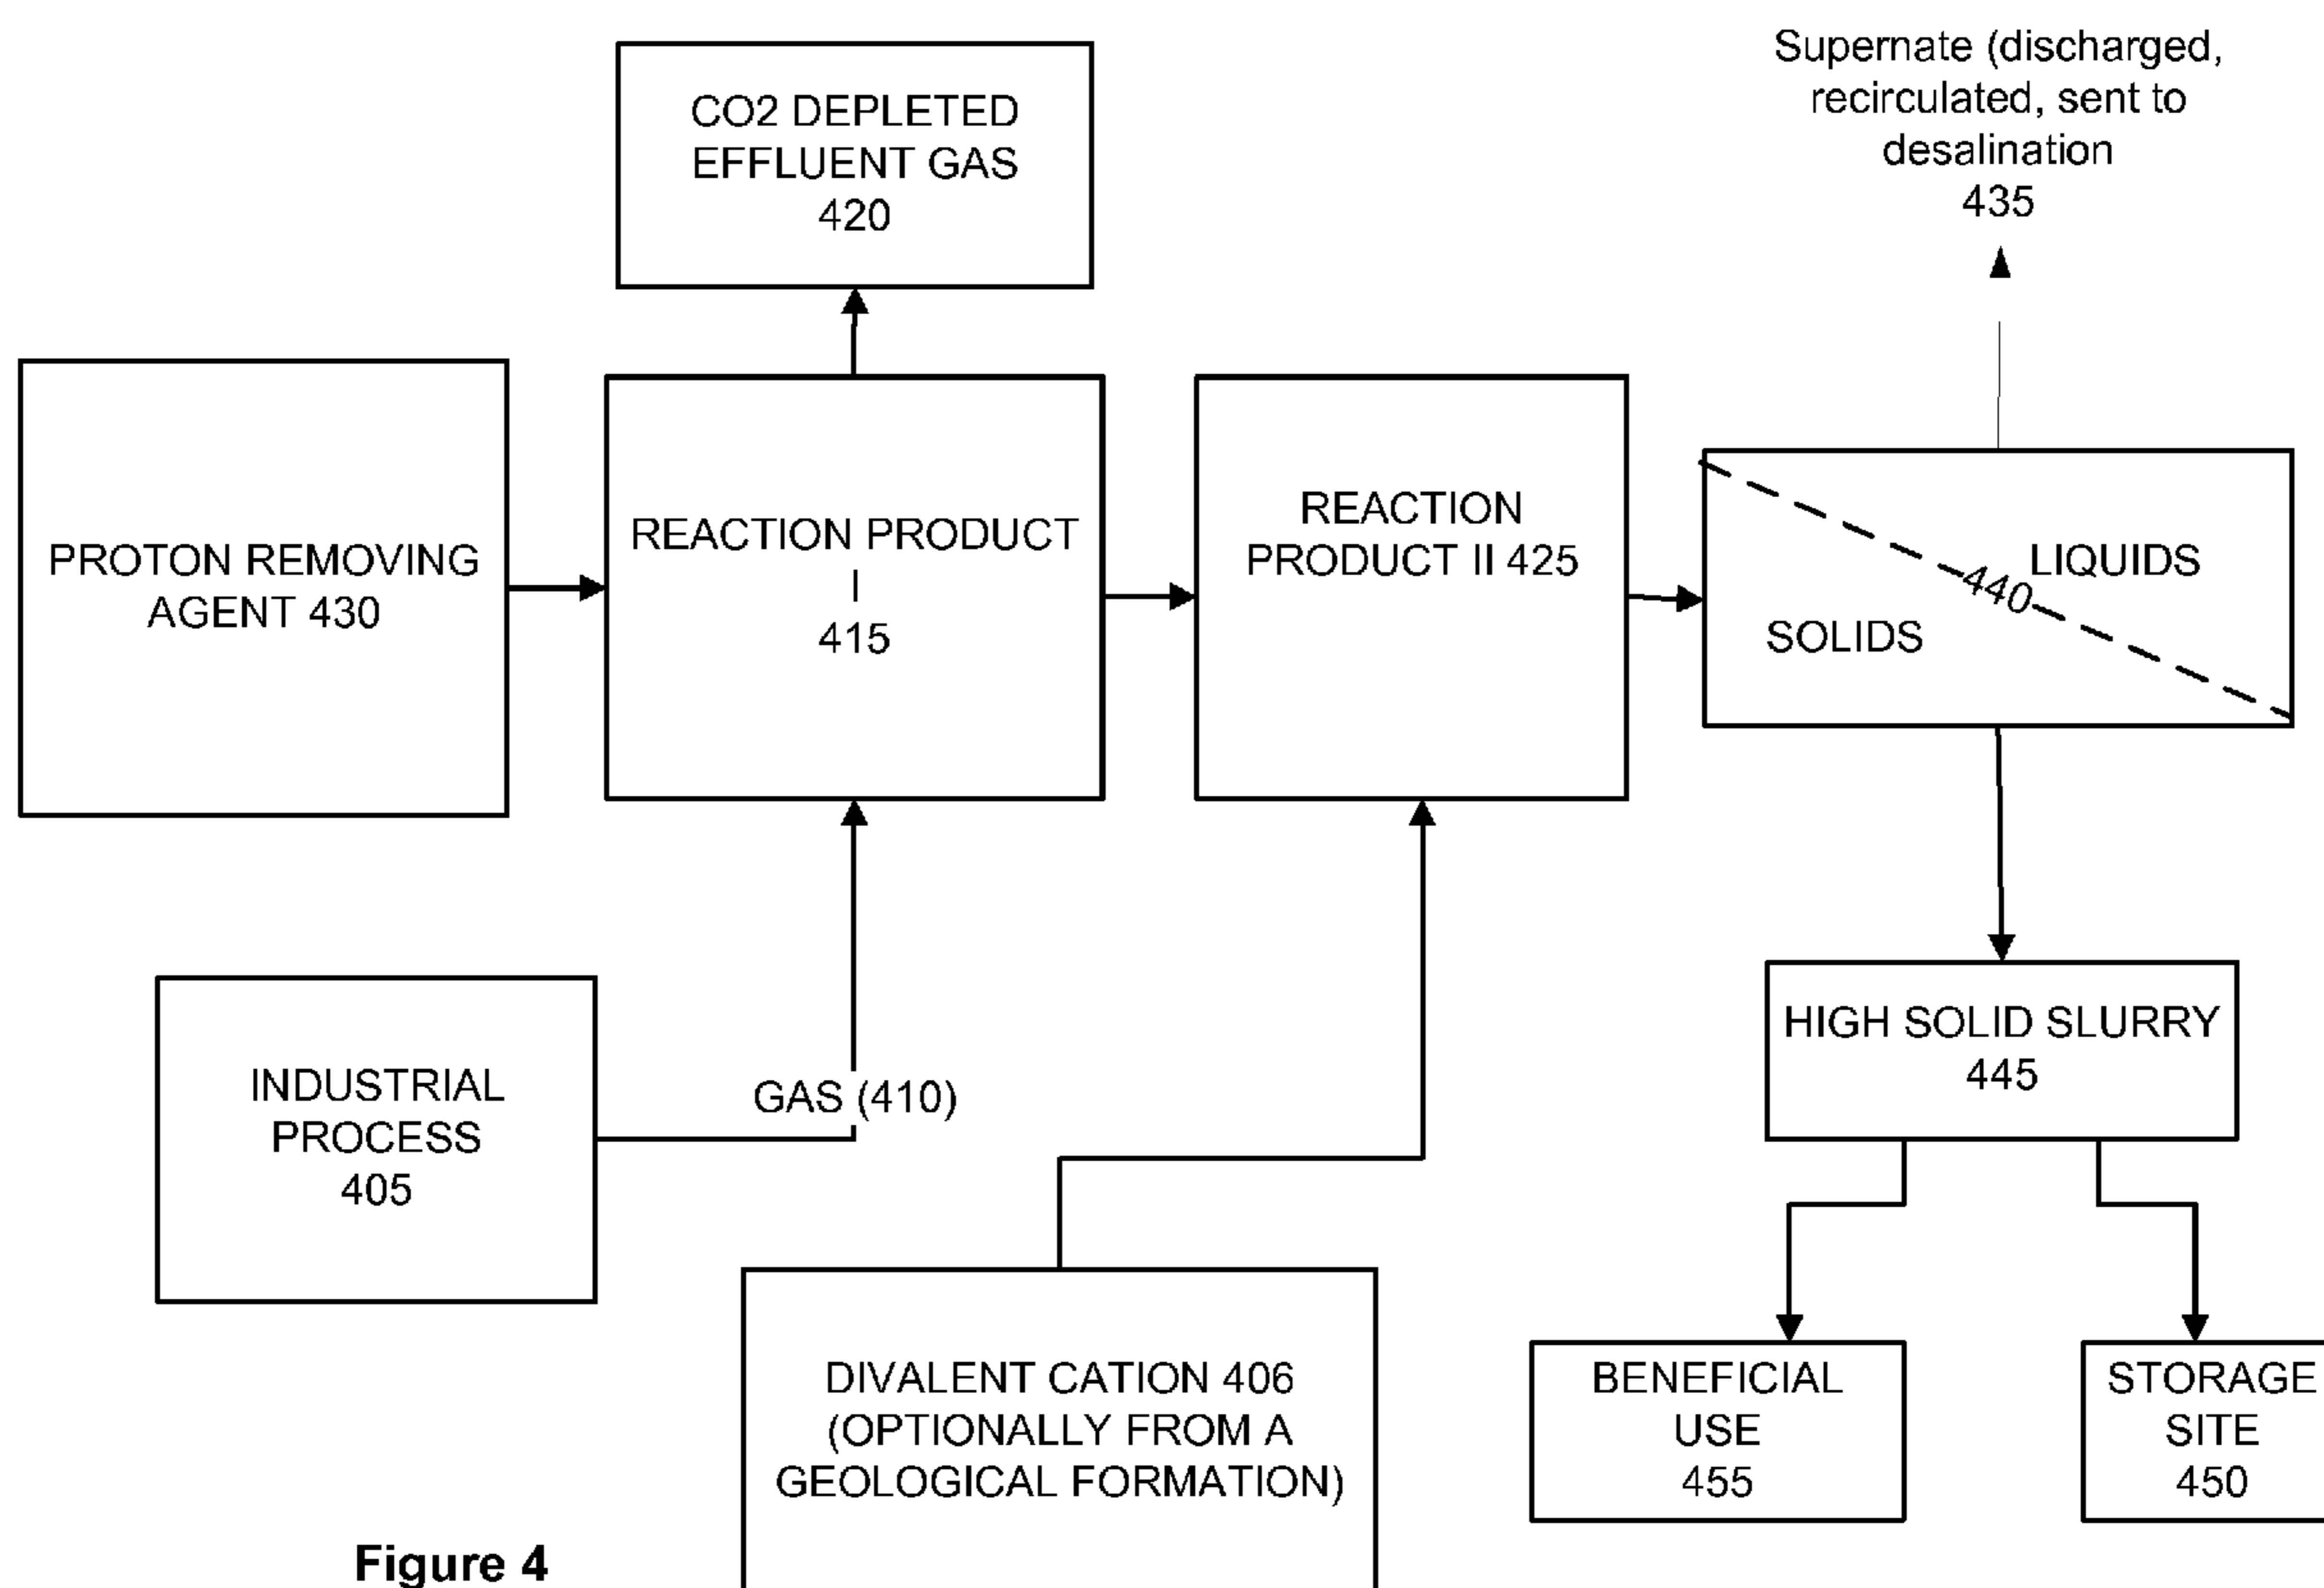 Supernate (discharged,
recirculated, sent to
desalination
435
CO2 DEPLETED
EFFLUENT GAS
420
PROTON REMOVING
AGENT 430
REACTION PRODUCT
I
415
REACTION
PRODUCT II 425
LIQUIDS
440
SOLIDS
HIGH SOLID SLURRY
445
INDUSTRIAL
PROCESS
405
GAS (410)
DIVALENT CATION 406
(OPTIONALLY FROM A
GEOLOGICAL FORMATION)
BENEFICIAL
USE
455
STORAGE
SITE
450
Figure 4